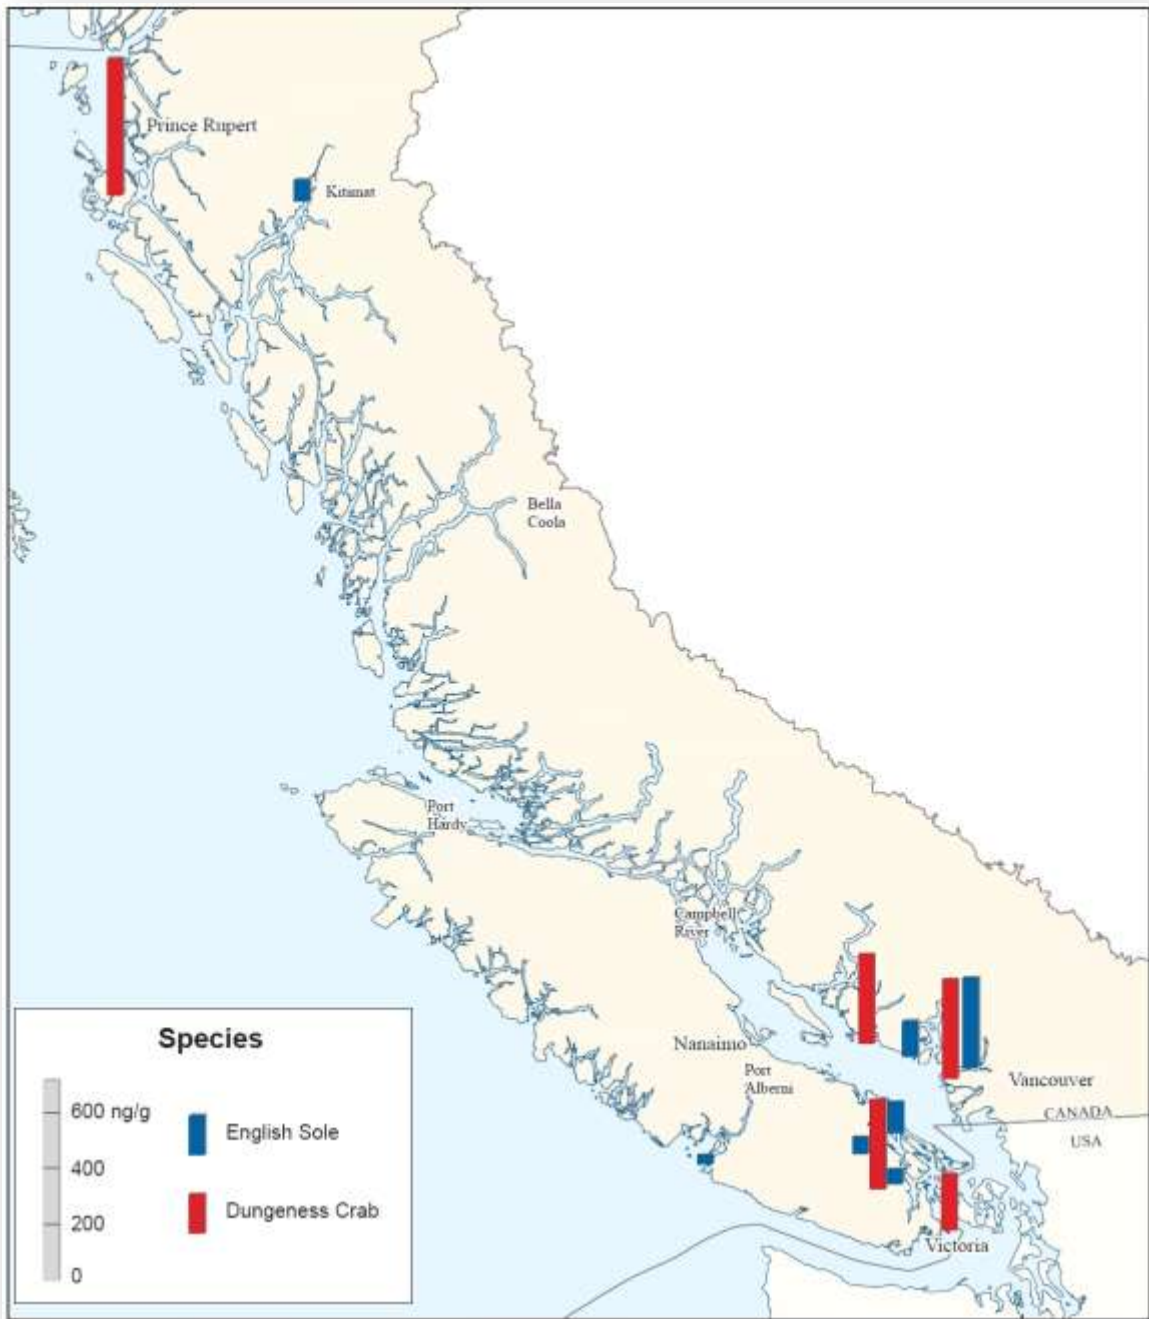 Prince Rupert
Kitimat
Bella
Coola
Port
Hardy
Campbell
River
Nanaimo
Port
Alberni
Vancouver
CANADA
USA
Victoria
Species
600 ng/g
400
200
0
English Sole
Dungeness Crab